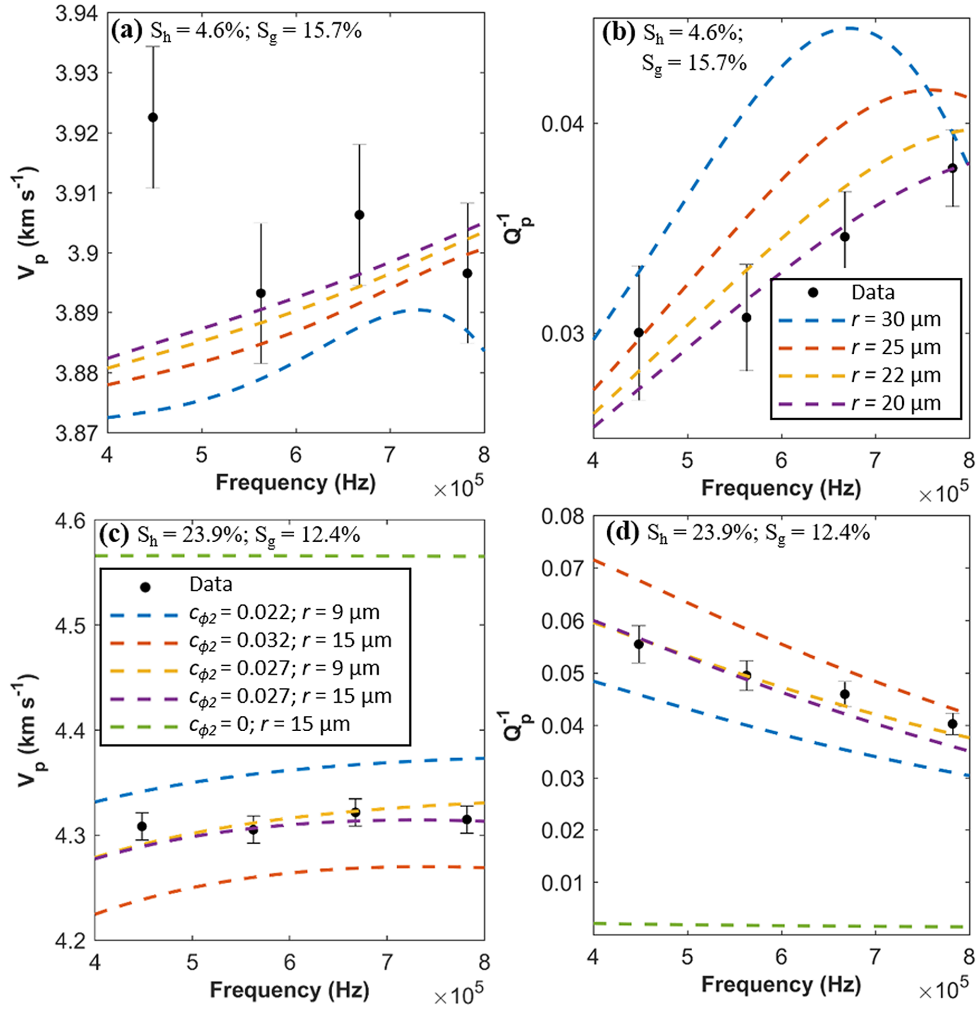 (a) Sh = 4.6%; Sg = 15.7%
3.94
3.93
3.92
3.91
3.9
3.89
3.88
3.87
Vp (km s-1)
4
5
6
7
8
Frequency (Hz)
×10^5
(b) Sh = 4.6%;
Sg = 15.7%
0.04
0.03
Qp-1
Data
r = 30 µm
r = 25 µm
r = 22 µm
r = 20 µm
4
5
6
7
8
Frequency (Hz)
×10^5
(c) Sh = 23.9%; Sg = 12.4%
4.6
4.5
4.4
4.3
4.2
Vp (km s-1)
Data
cϕ2 = 0.022; r = 9 µm
cϕ2 = 0.032; r = 15 µm
cϕ2 = 0.027; r = 9 µm
cϕ2 = 0.027; r = 15 µm
cϕ2 = 0; r = 15 µm
4
5
6
7
8
Frequency (Hz)
×10^5
(d) Sh = 23.9%; Sg = 12.4%
0.08
0.07
0.06
0.05
0.04
0.03
0.02
0.01
Qp-1
4
5
6
7
8
Frequency (Hz)
×10^5